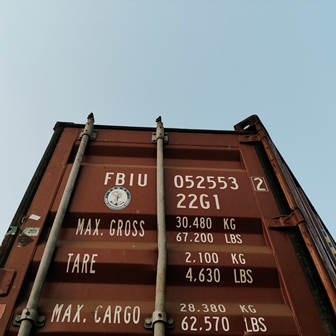 FBIU 052553 2
22G1
MAX. GROSS 30.480 KG
67.200 LBS
TARE 2.100 KG
4.630 LBS
MAX. CARGO 28.380 KG
62.570 LBS